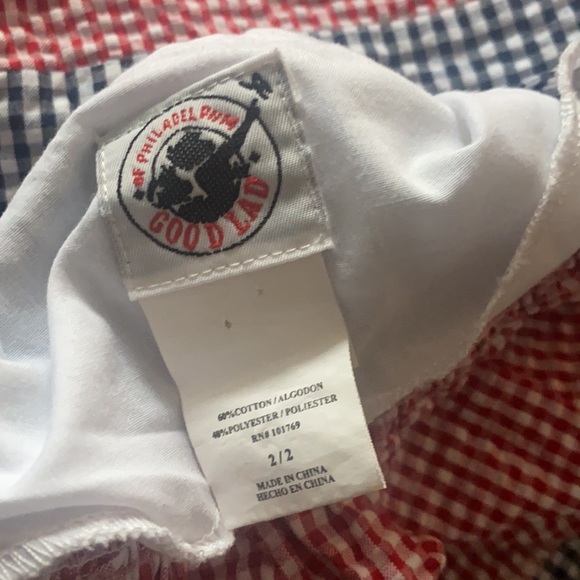 OF PHILADELPHIA
GOOD LAD
60%COTTON/ALGODON
40%POLYESTER/POLIESTER
RN# 101769
2/2
MADE IN CHINA
HECHO EN CHINA